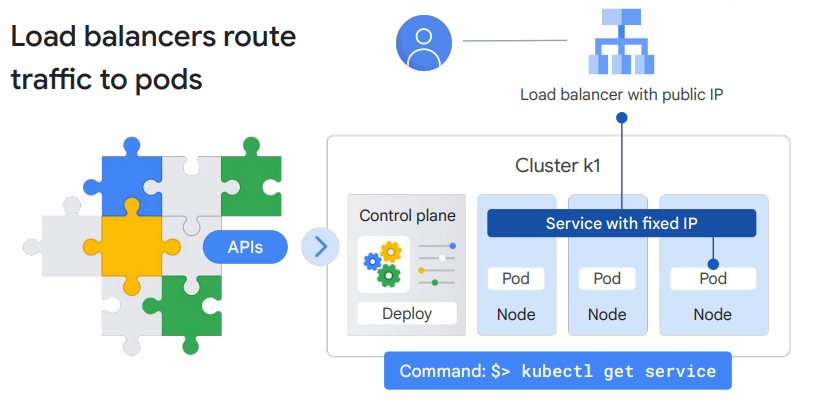 Load balancers route
traffic to pods
Load balancer with public IP
Cluster k1
APIs
Control plane
Deploy
Service with fixed IP
Pod
Node
Pod
Node
Pod
Node
Command: $> kubectl get service